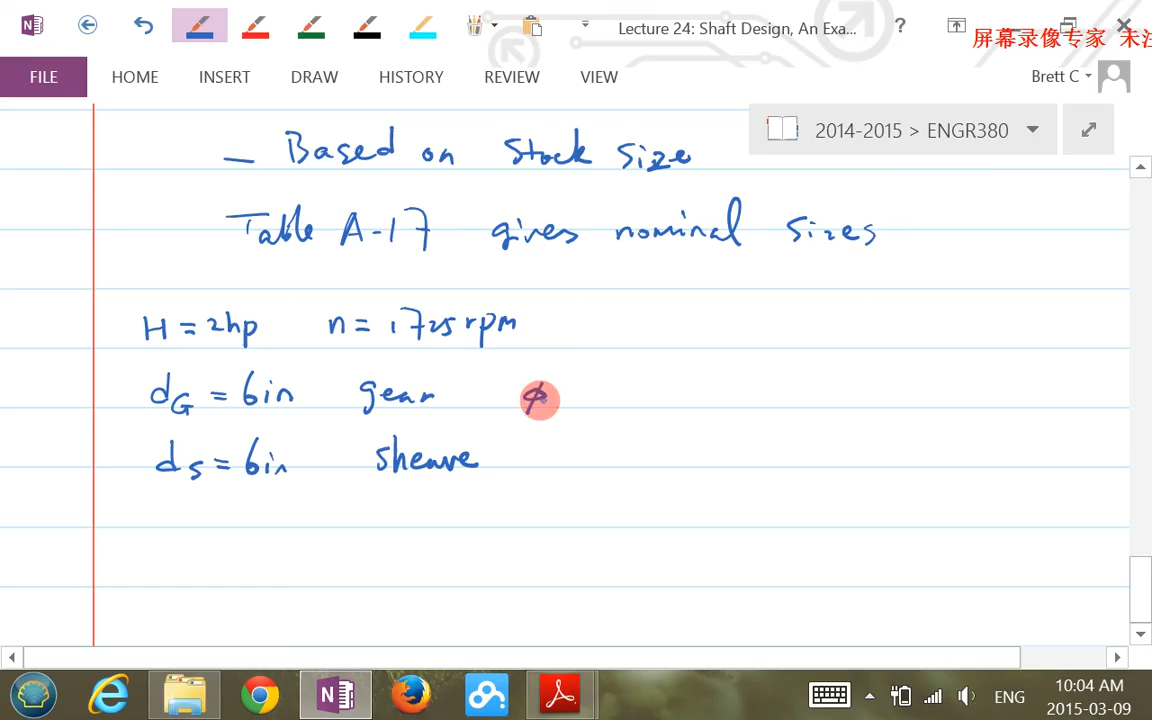 Lecture 24: Shaft Design, An Exa... ?
屏幕录像专家 未
FILE HOME INSERT DRAW HISTORY REVIEW VIEW Brett C
2014-2015 > ENGR380
- Based on Stock Size
Table A-17 gives nominal sizes
H = 2hp n = 1725 rpm
dG = 6in gear ϕ
dS = 6in sheave
ENG
10:04 AM
2015-03-09